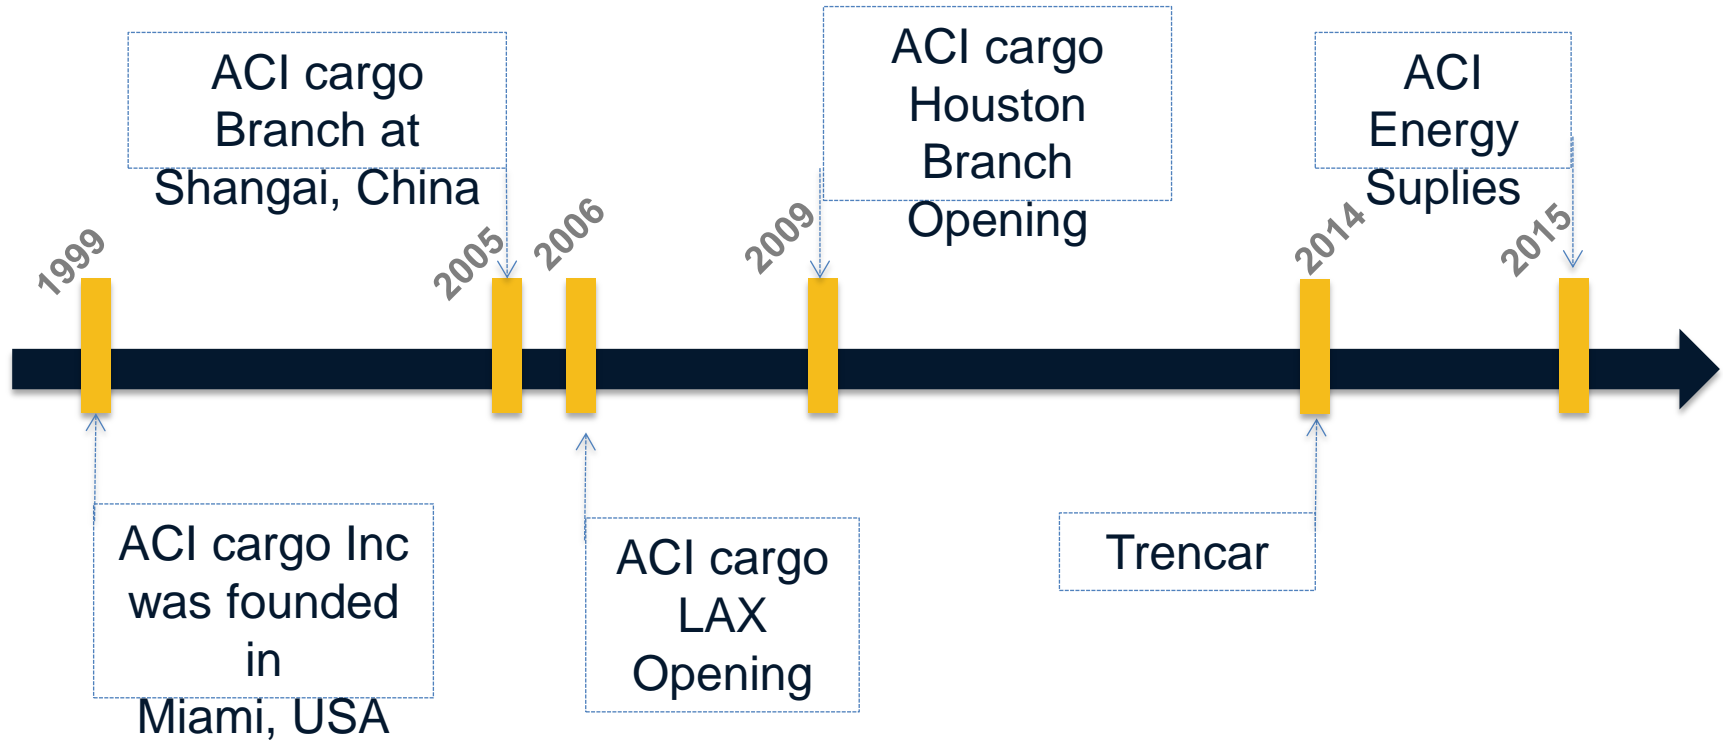 ACI cargo
Branch at
Shangai, China
ACI cargo
Houston
Branch
Opening
ACI
Energy
Suplies
1999
2005
2006
2009
2014
2015
ACI cargo Inc
was founded
in
Miami, USA
ACI cargo
LAX
Opening
Trencar